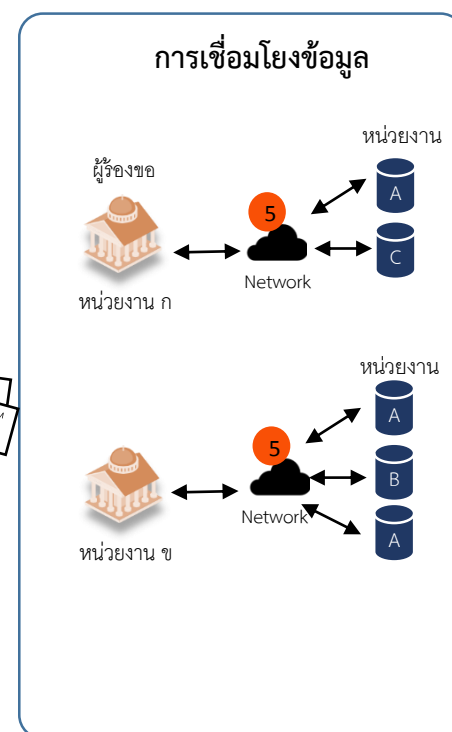 การเชื่อมโยงข้อมูล
หน่วยงาน
ผู้ร้องขอ
A
5
C
Network
หน่วยงาน ก
หน่วยงาน
A
5
B
Network
A
หน่วยงาน ข